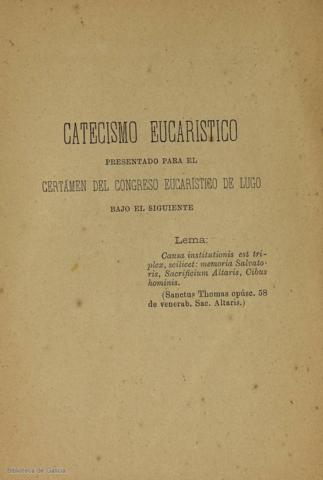 CATECISMO EUCARISTICO
PRESENTADO PARA EL
CERTÁMEN DEL CONGRESO EUCARÍSTICO DE LUGO
BAJO EL SIGUIENTE
Lema:
Causa institutionis est tri-
plex, scilicet: memoria Salvato-
ris, Sacrificium Altaris, Cibus
hominis.
(Sanctus Thomas opúsc. 58
de venerab. Sac. Altaris.)
Biblioteca de Galicia